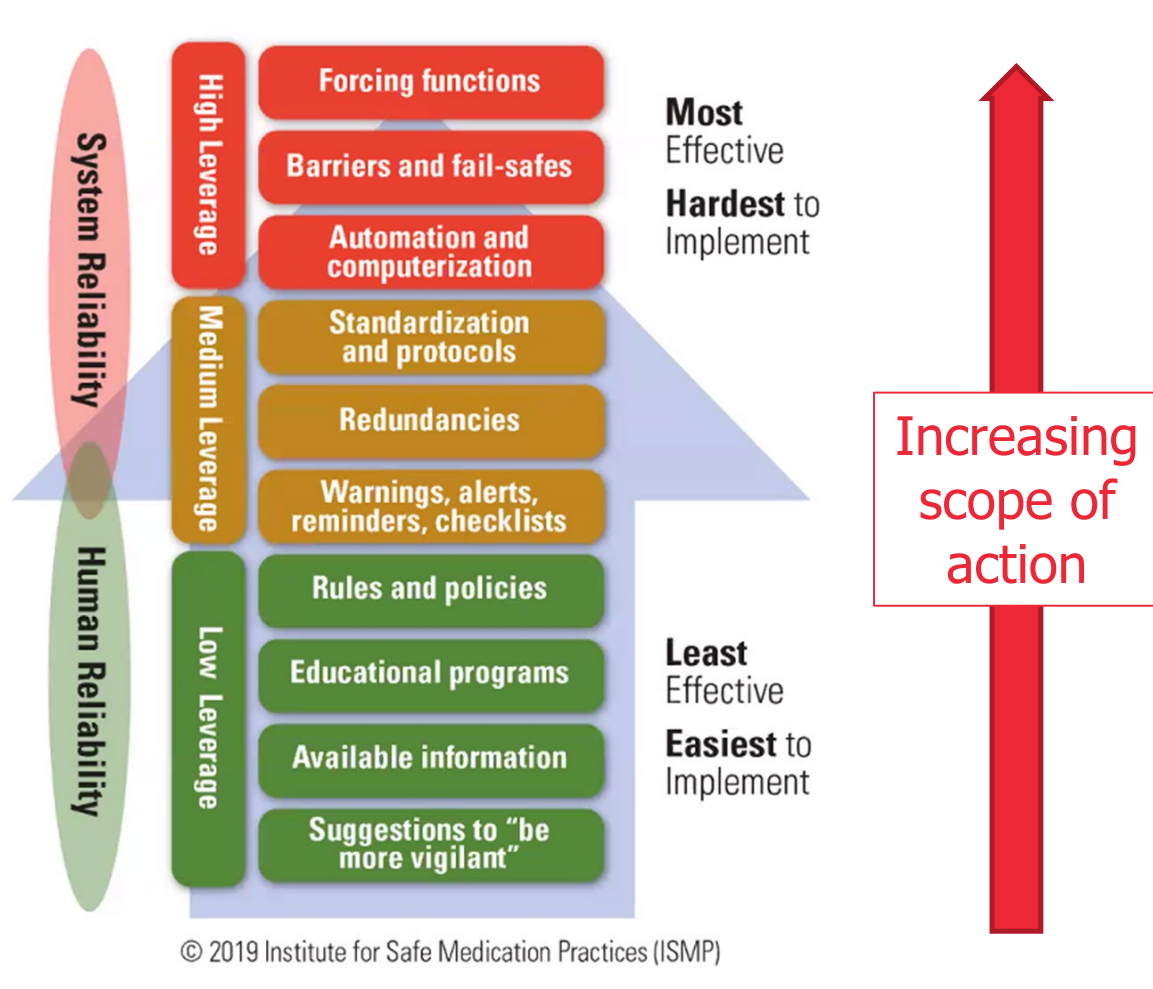 System Reliability
Human Reliability
High Leverage
Forcing functions
Barriers and fail-safes
Automation and
computerization
Medium Leverage
Standardization
and protocols
Redundancies
Warnings, alerts,
reminders, checklists
Low Leverage
Rules and policies
Educational programs
Available information
Suggestions to “be
more vigilant”
Most
Effective
Hardest to
Implement
Least
Effective
Easiest to
Implement
Increasing
scope of
action
© 2019 Institute for Safe Medication Practices (ISMP)